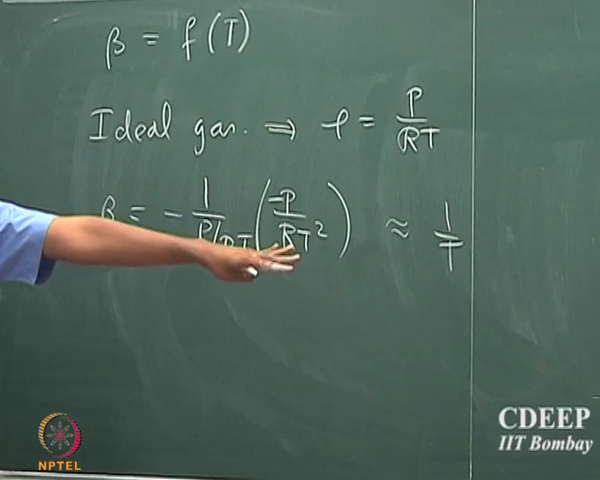 β = f(T)
Ideal gas. ⇒ ρ = P/RT
β = - 1/(P/RT) (-P/RT²) ≈ 1/T
CDEEP
IIT Bombay
NPTEL